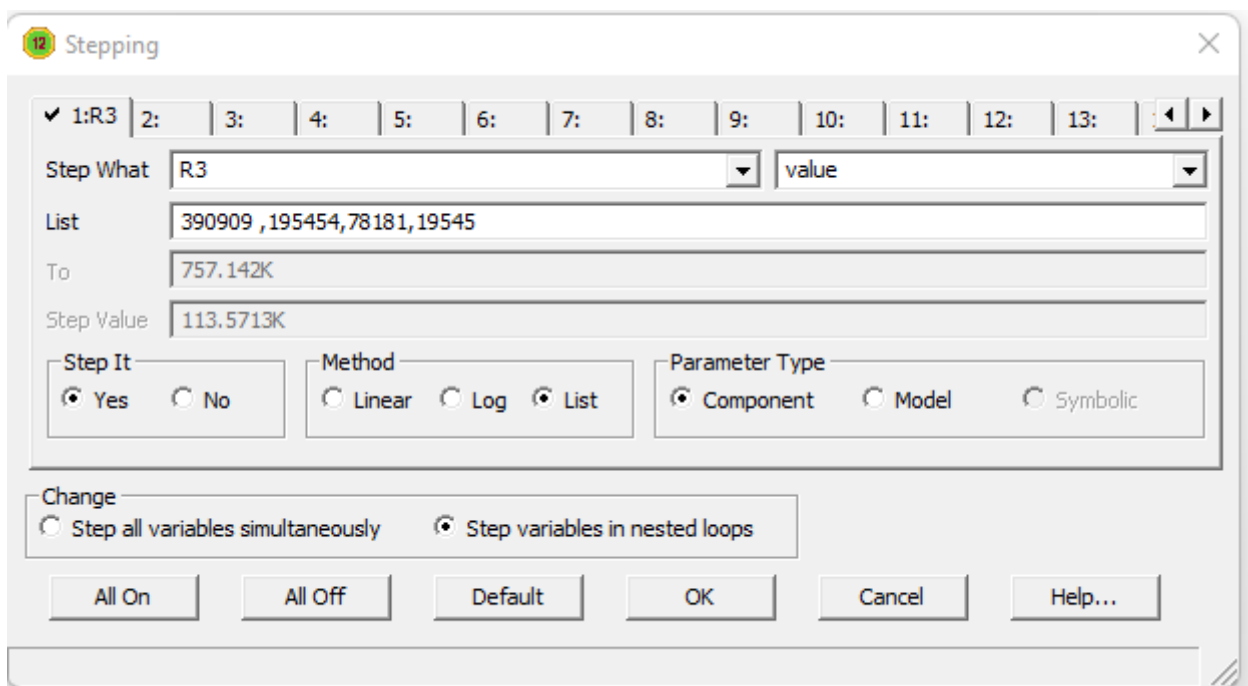 12 Stepping
1:R3 2: 3: 4: 5: 6: 7: 8: 9: 10: 11: 12: 13:
Step What R3 value
List 390909 ,195454,78181,19545
To 757.142K
Step Value 113.5713K
Step It Method Parameter Type
Yes No Linear Log List Component Model Symbolic
Change
Step all variables simultaneously Step variables in nested loops
All On All Off Default OK Cancel Help...